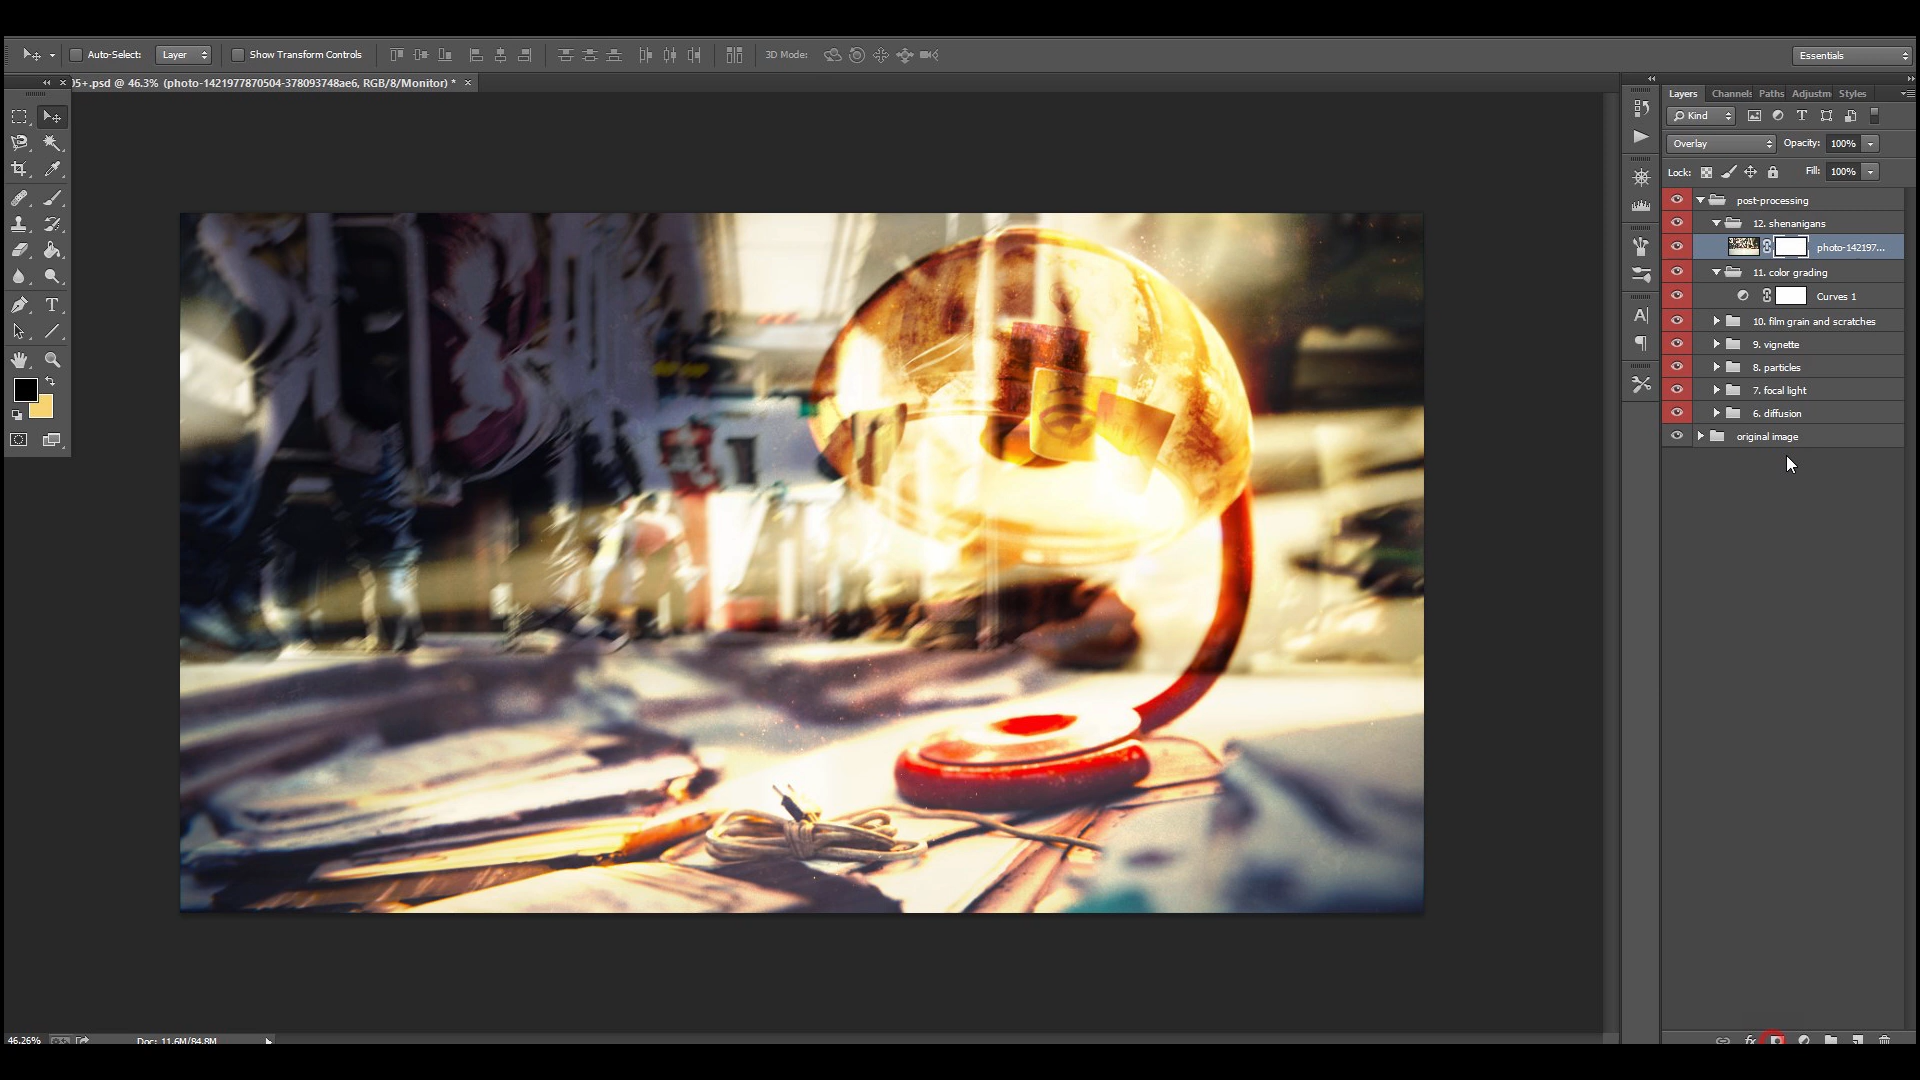 Auto-Select: Layer Show Transform Controls 3D Mode: Essentials
05+.psd @ 46.3% (photo-1421977870504-378093748ae6, RGB/8/Monitor) * ×
Layers Channels Paths Adjustm Styles
Kind
Overlay Opacity: 100%
Lock: Fill: 100%
post-processing
12. shenanigans
photo-142197...
11. color grading
Curves 1
10. film grain and scratches
9. vignette
8. particles
7. focal light
6. diffusion
original image
46.26% Doc: 11.6M/84.8M